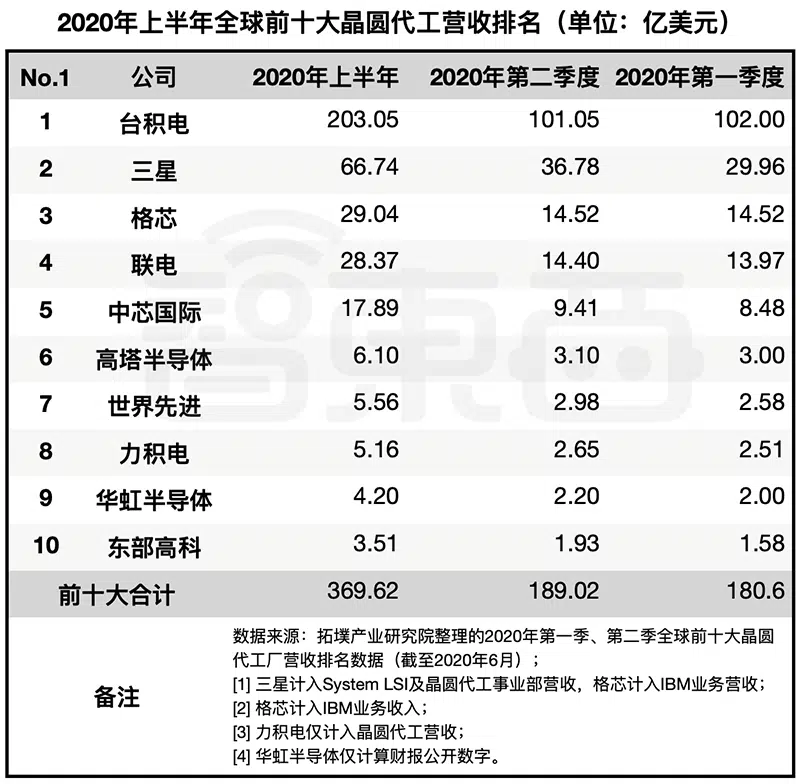 2020年上半年全球前十大晶圆代工营收排名（单位：亿美元）
No.1 公司 2020年上半年 2020年第二季度 2020年第一季度
1 台积电 203.05 101.05 102.00
2 三星 66.74 36.78 29.96
3 格芯 29.04 14.52 14.52
4 联电 28.37 14.40 13.97
5 中芯国际 17.89 9.41 8.48
6 高塔半导体 6.10 3.10 3.00
7 世界先进 5.56 2.98 2.58
8 力积电 5.16 2.65 2.51
9 华虹半导体 4.20 2.20 2.00
10 东部高科 3.51 1.93 1.58
前十大合计 369.62 189.02 180.6
备注
数据来源：拓墣产业研究院整理的2020年第一季、第二季全球前十大晶圆
代工厂营收排名数据（截至2020年6月）；
[1] 三星计入System LSI及晶圆代工事业部营收，格芯计入IBM业务营收；
[2] 格芯计入IBM业务收入；
[3] 力积电仅计入晶圆代工营收；
[4] 华虹半导体仅计算财报公开数字。
智東西